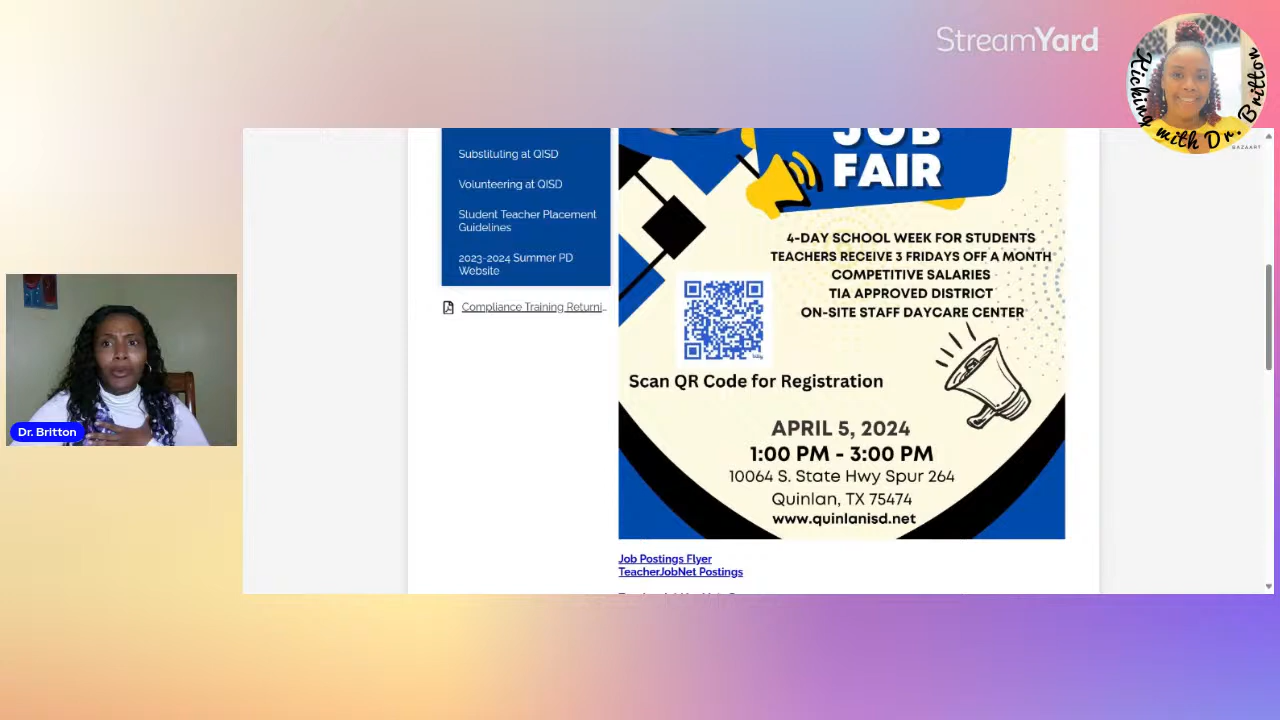 StreamYard
Kicking with Dr. Britton
BAZAART
Substituting at QISD
Volunteering at QISD
Student Teacher Placement
Guidelines
2023-2024 Summer PD
Website
Compliance Training Returni...
JOB
FAIR
4-DAY SCHOOL WEEK FOR STUDENTS
TEACHERS RECEIVE 3 FRIDAYS OFF A MONTH
COMPETITIVE SALARIES
TIA APPROVED DISTRICT
ON-SITE STAFF DAYCARE CENTER
Scan QR Code for Registration
APRIL 5, 2024
1:00 PM - 3:00 PM
10064 S. State Hwy Spur 264
Quinlan, TX 75474
www.quinlanisd.net
Job Postings Flyer
TeacherJobNet Postings
Dr. Britton